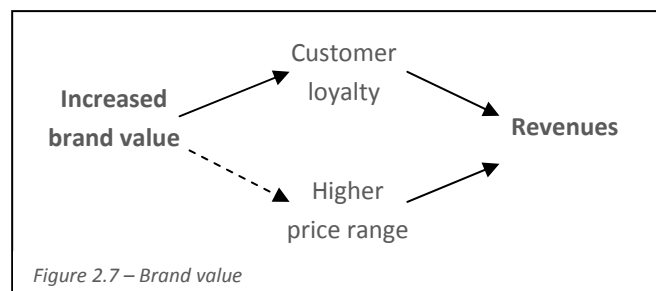 Customer
loyalty
Increased
brand value
Revenues
Higher
price range
Figure 2.7 – Brand value